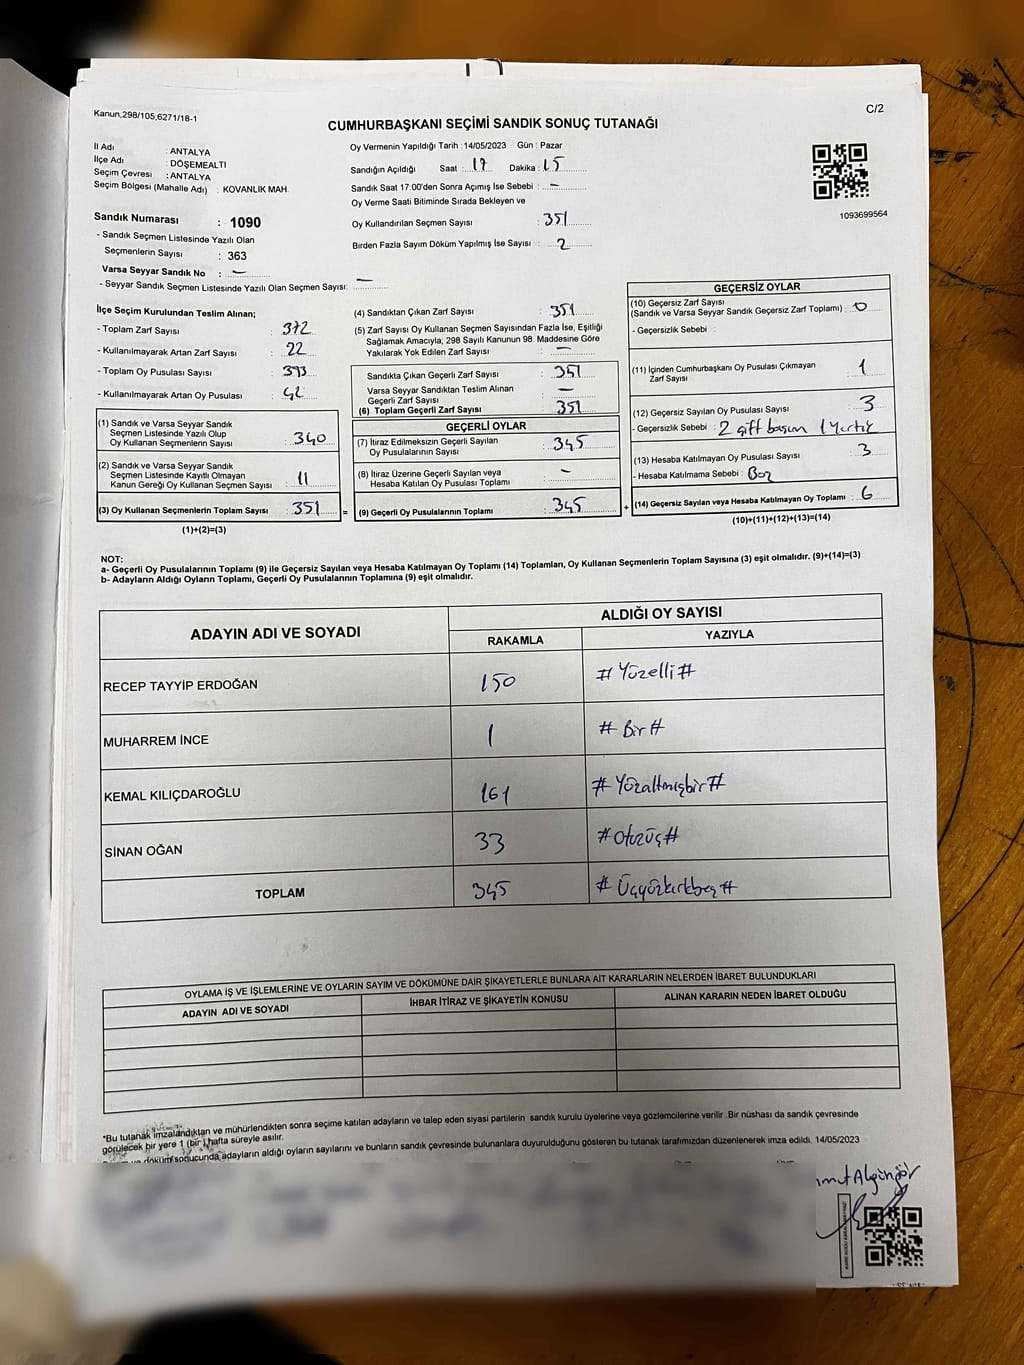 Kanun,298/105,6271/18-1
C/2
CUMHURBAŞKANI SEÇİMİ SANDIK SONUÇ TUTANAĞI
İl Adı : ANTALYA
İlçe Adı : DÖŞEMEALTI
Seçim Çevresi : ANTALYA
Seçim Bölgesi (Mahalle Adı) : KOVANLIK MAH.
Sandık Numarası : 1090
- Sandık Seçmen Listesinde Yazılı Olan
Seçmenlerin Sayısı : 363
Varsa Seyyar Sandık No : –
- Seyyar Sandık Seçmen Listesinde Yazılı Olan Seçmen Sayısı: –
Oy Vermenin Yapıldığı Tarih : 14/05/2023 Gün : Pazar
Sandığın Açıldığı Saat : 17 Dakika : 15
Sandık Saat 17.00'den Sonra Açımış İse Sebebi : –
Oy Verme Saati Bitiminde Sırada Bekleyen ve
Oy Kullandırılan Seçmen Sayısı : 351
Birden Fazla Sayım Döküm Yapılmış İse Sayısı : 2
1093699564
İlçe Seçim Kurulundan Teslim Alınan;
- Toplam Zarf Sayısı : 372
- Kullanılmayarak Artan Zarf Sayısı : 22
- Toplam Oy Pusulası Sayısı : 393
- Kullanılmayarak Artan Oy Pusulası : 42
(1) Sandık ve Varsa Seyyar Sandık
Seçmen Listesinde Yazılı Olup
Oy Kullanan Seçmenlerin Sayısı : 340
(2) Sandık ve Varsa Seyyar Sandık
Seçmen Listesinde Kayıtlı Olmayan
Kanun Gereği Oy Kullanan Seçmen Sayısı : 11
(3) Oy Kullanan Seçmenlerin Toplam Sayısı : 351 =
(1)+(2)=(3)
(4) Sandıktan Çıkan Zarf Sayısı : 351
(5) Zarf Sayısı Oy Kullanan Seçmen Sayısından Fazla İse, Eşitliği
Sağlamak Amacıyla; 298 Sayılı Kanunun 98. Maddesine Göre
Yakılarak Yok Edilen Zarf Sayısı : –
Sandıkta Çıkan Geçerli Zarf Sayısı : 351
Varsa Seyyar Sandıktan Teslim Alınan
Geçerli Zarf Sayısı : –
(6) Toplam Geçerli Zarf Sayısı : 351
GEÇERLİ OYLAR
(7) İtiraz Edilmeksizin Geçerli Sayılan
Oy Pusulasının Sayısı : 345
(8) İtiraz Üzerine Geçerli Sayılan veya
Hesaba Katılan Oy Pusulası Toplamı : –
(9) Geçerli Oy Pusulalarının Toplamı : 345 +
GEÇERSİZ OYLAR
(10) Geçersiz Zarf Sayısı
(Sandık ve Varsa Seyyar Sandık Geçersiz Zarf Toplamı) : 0
- Geçersizlik Sebebi :
(11) İçinden Cumhurbaşkanı Oy Pusulası Çıkmayan
Zarf Sayısı : 1
(12) Geçersiz Sayılan Oy Pusulası Sayısı : 3
- Geçersizlik Sebebi : 2 çift basım 1 yırtık
(13) Hesaba Katılmayan Oy Pusulası Sayısı : 3
- Hesaba Katılmama Sebebi : Boş
(14) Geçersiz Sayılan veya Hesaba Katılmayan Oy Toplamı : 6
(10)+(11)+(12)+(13)=(14)
NOT:
a- Geçerli Oy Pusulalarının Toplamı (9) ile Geçersiz Sayılan veya Hesaba Katılmayan Oy Toplamı (14) Toplamları, Oy Kullanan Seçmenlerin Toplam Sayısına (3) eşit olmalıdır. (9)+(14)=(3)
b- Adayların Aldığı Oyların Toplamı, Geçerli Oy Pusulalarının Toplamına (9) eşit olmalıdır.
ADAYIN ADI VE SOYADI ALDIĞI OY SAYISI
RAKAMLA YAZIYLA
RECEP TAYYİP ERDOĞAN 150 # Yüzelli #
MUHARREM İNCE 1 # Bir #
KEMAL KILIÇDAROĞLU 161 # Yüzaltmışbir #
SİNAN OĞAN 33 # Otuzüç #
TOPLAM 345 # Üçyüzkırkbeş #
OYLAMA İŞ VE İŞLEMLERİNE VE OYLARIN SAYIM VE DÖKÜMÜNE DAİR ŞİKAYETLERLE BUNLARA AİT KARARLARIN NELERDEN İBARET BULUNDUKLARI
ADAYIN ADI VE SOYADI İHBAR İTİRAZ VE ŞİKAYETİN KONUSU ALINAN KARARIN NEDEN İBARET OLDUĞU
*Bu tutanak imzalandıktan ve mühürlendikten sonra seçime katılan adayların ve talep eden siyasi partilerin sandık kurulu üyelerine veya gözlemcilerine verilir .Bir nüshası da sandık çevresinde
görülecek bir yere 1 (bir ) hafta süreyle asılır.
döküm sonucunda adayların aldığı oyların sayılarını ve bunların sandık çevresinde bulunanlara duyurulduğunu gösteren bu tutanak tarafımızdan düzenlenerek imza edildi. 14/05/2023